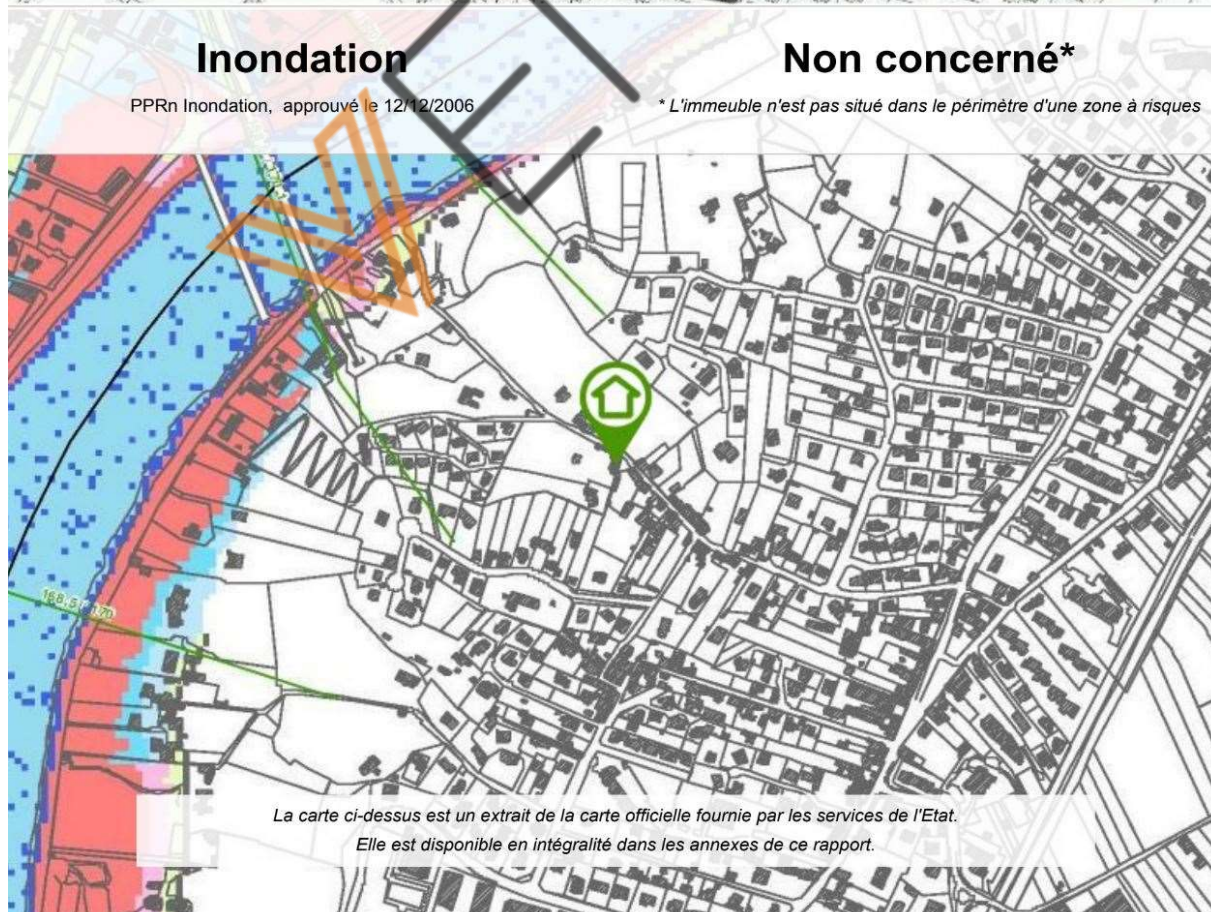 Inondation
PPRn Inondation, approuvé le 12/12/2006
Non concerné*
* L'immeuble n'est pas situé dans le périmètre d'une zone à risques
La carte ci-dessus est un extrait de la carte officielle fournie par les services de l'Etat.
Elle est disponible en intégralité dans les annexes de ce rapport.